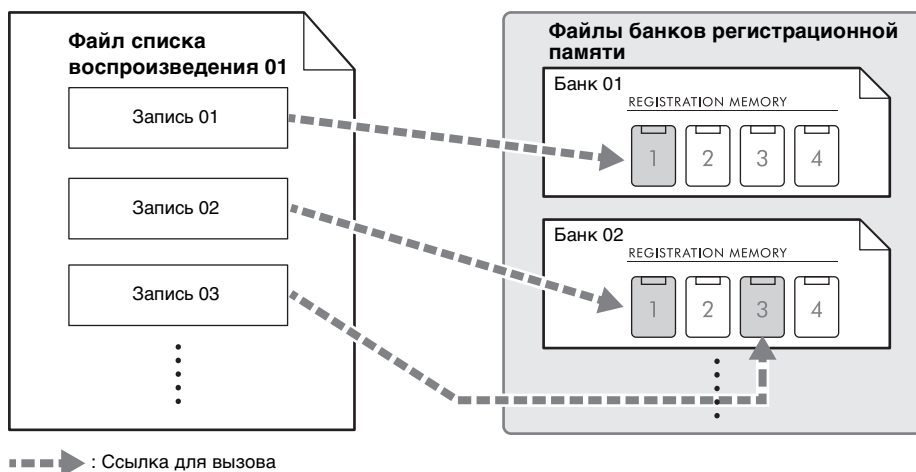 Файл списка
воспроизведения 01
Запись 01
Запись 02
Запись 03
Файлы банков регистрационной
памяти
Банк 01
REGISTRATION MEMORY
1 2 3 4
Банк 02
REGISTRATION MEMORY
1 2 3 4
: Ссылка для вызова